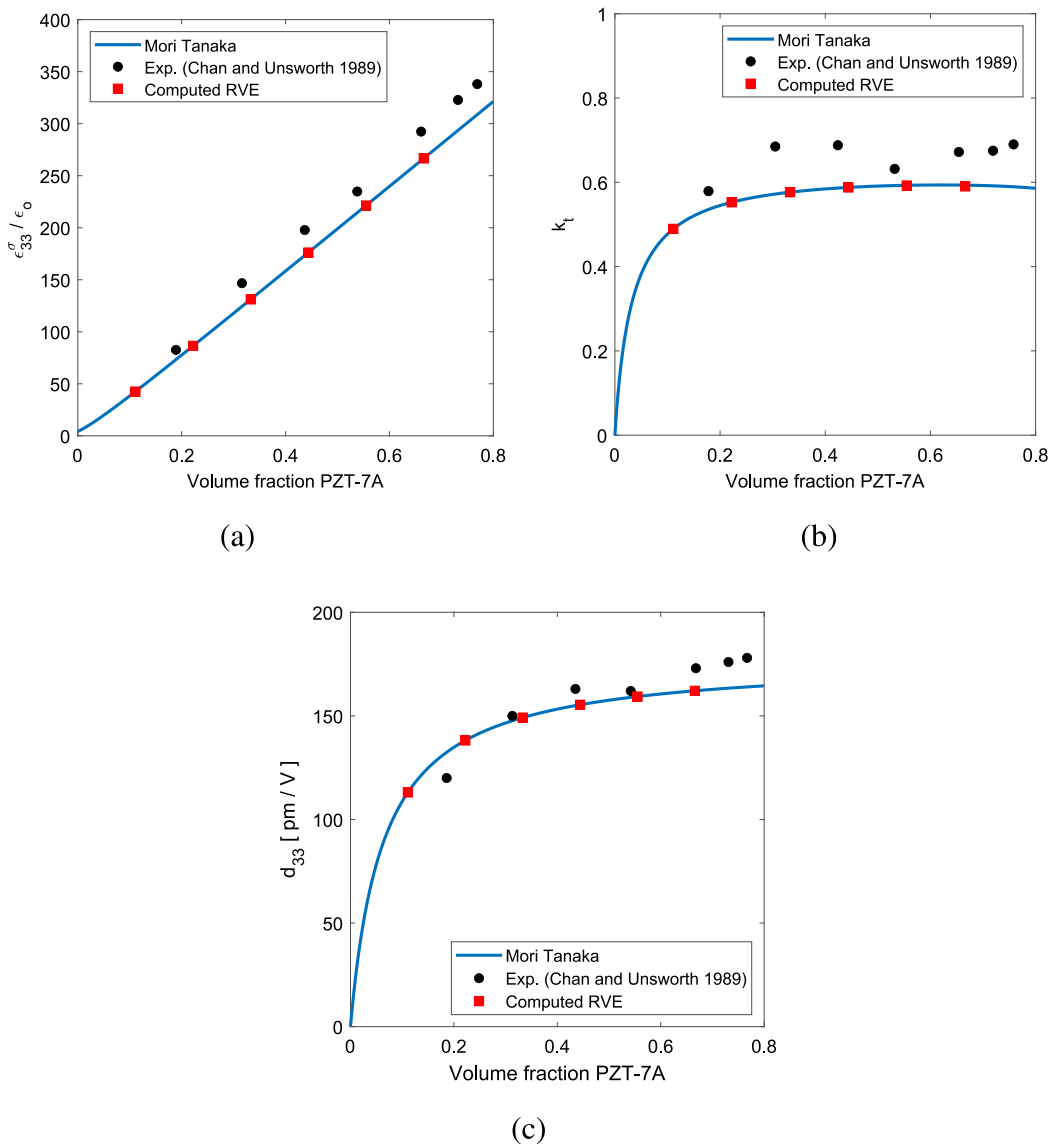 400
350
300
250
200
150
100
50
0
ϵ^σ_33 / ϵ_o
Mori Tanaka
Exp. (Chan and Unsworth 1989)
Computed RVE
0 0.2 0.4 0.6 0.8
Volume fraction PZT-7A
(a)
1
0.8
0.6
0.4
0.2
0
k_t
Mori Tanaka
Exp. (Chan and Unsworth 1989)
Computed RVE
0 0.2 0.4 0.6 0.8
Volume fraction PZT-7A
(b)
200
150
100
50
0
d_33 [ pm / V ]
Mori Tanaka
Exp. (Chan and Unsworth 1989)
Computed RVE
0 0.2 0.4 0.6 0.8
Volume fraction PZT-7A
(c)